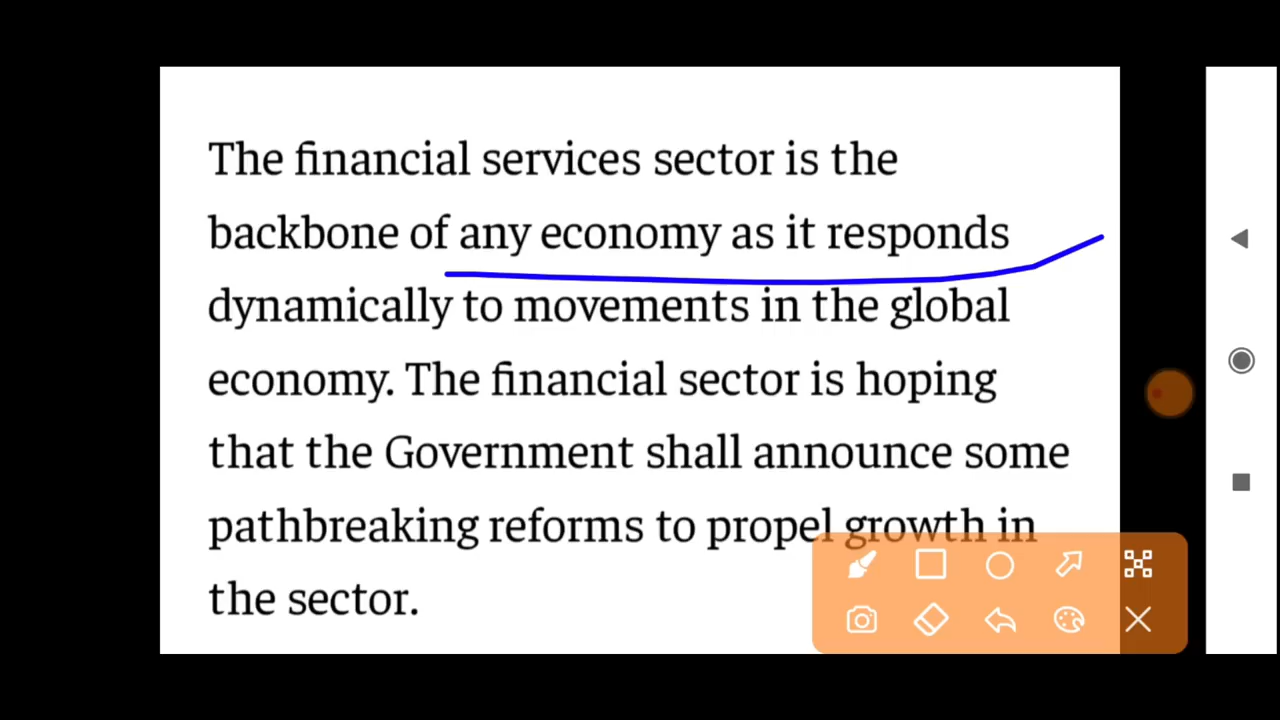 The financial services sector is the
backbone of any economy as it responds
dynamically to movements in the global
economy. The financial sector is hoping
that the Government shall announce some
pathbreaking reforms to propel growth in
the sector.